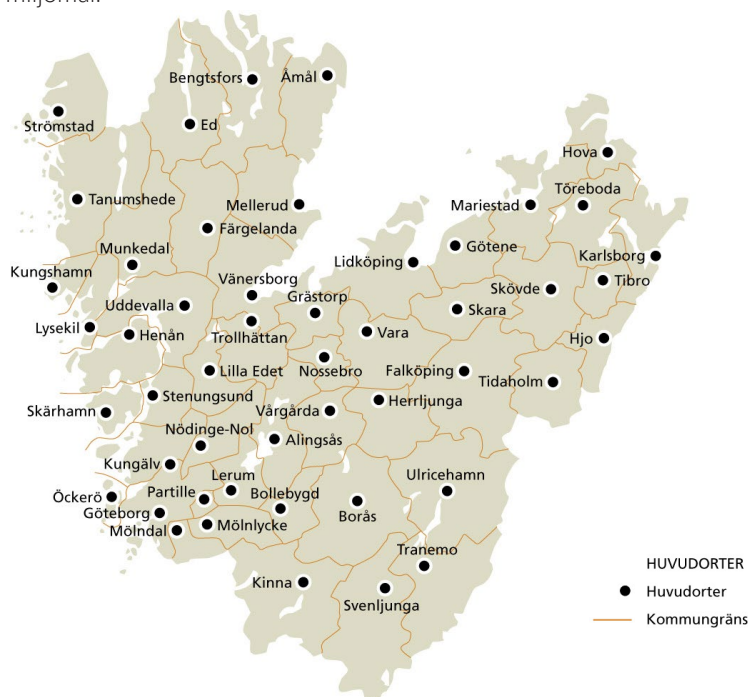 miljömål.
Bengtsfors
Åmål
Strömstad
Ed
Hova
Töreboda
Tanumshede
Mellerud
Mariestad
Färgelanda
Götene
Munkedal
Lidköping
Karlsborg
Kungshamn
Vänersborg
Skövde
Tibro
Grästorp
Uddevalla
Skara
Lysekil
Henån
Trollhättan
Vara
Hjo
Lilla Edet
Nossebro
Falköping
Tidaholm
Stenungsund
Herrljunga
Skärhamn
Vårgårda
Nödinge-Nol
Alingsås
Kungälv
Lerum
Ulricehamn
Öckerö
Partille
Bollebygd
Göteborg
Borås
Mölndal
Mölnlycke
Tranemo
HUVUDORTER
Kinna
Huvudorter
Svenljunga
Kommungräns